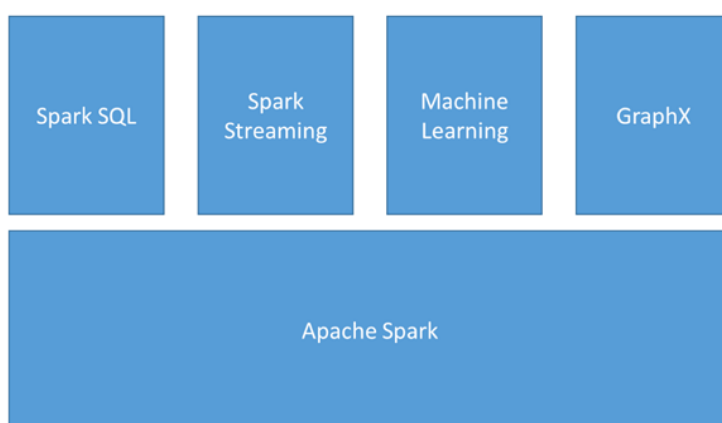 Spark SQL
Spark
Streaming
Machine
Learning
GraphX
Apache Spark